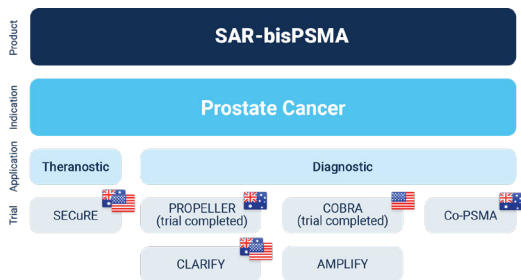 Product
SAR-bisPSMA
Indication
Prostate Cancer
Application
Theranostic
Diagnostic
Trial
SECuRE
PROPELLER
(trial completed)
COBRA
(trial completed)
Co-PSMA
CLARIFY
AMPLIFY